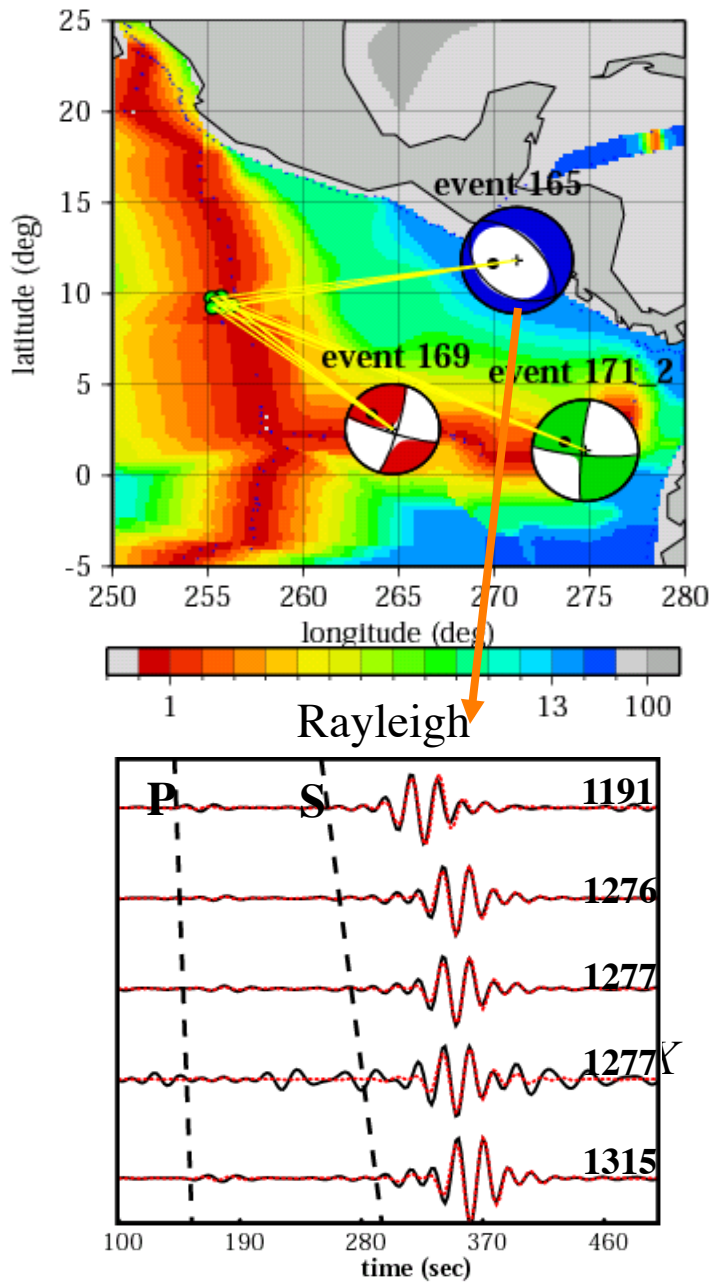 25
20
15
10
5
0
-5
latitude (deg)
event 165
event 169
event 171_2
250 255 260 265 270 275 280
longitude (deg)
1 13 100
Rayleigh
P S 1191
1276
1277
1277 X
1315
100 190 280 370 460
time (sec)